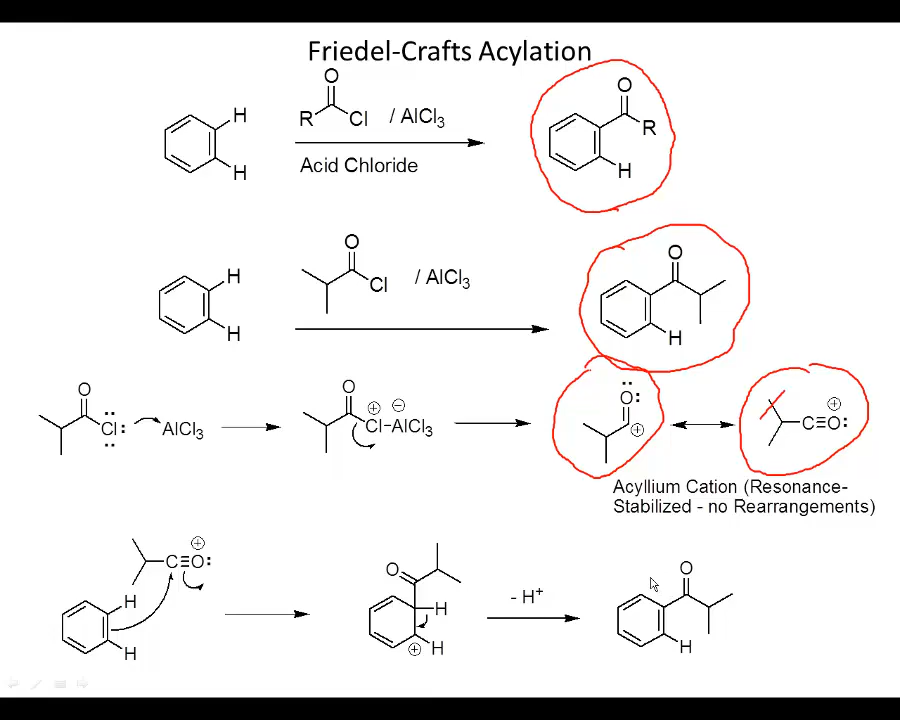 Friedel-Crafts Acylation
H
H
O
R
Cl
/ AlCl3
Acid Chloride
O
R
H
H
H
O
Cl
/ AlCl3
O
H
O
Cl
AlCl3
O
⊕ ⊖
Cl-AlCl3
O
⊕
⊕
C≡O
Acyllium Cation (Resonance-
Stabilized - no Rearrangements)
⊕
C≡O
H
H
O
H
⊕ H
- H+
O
H